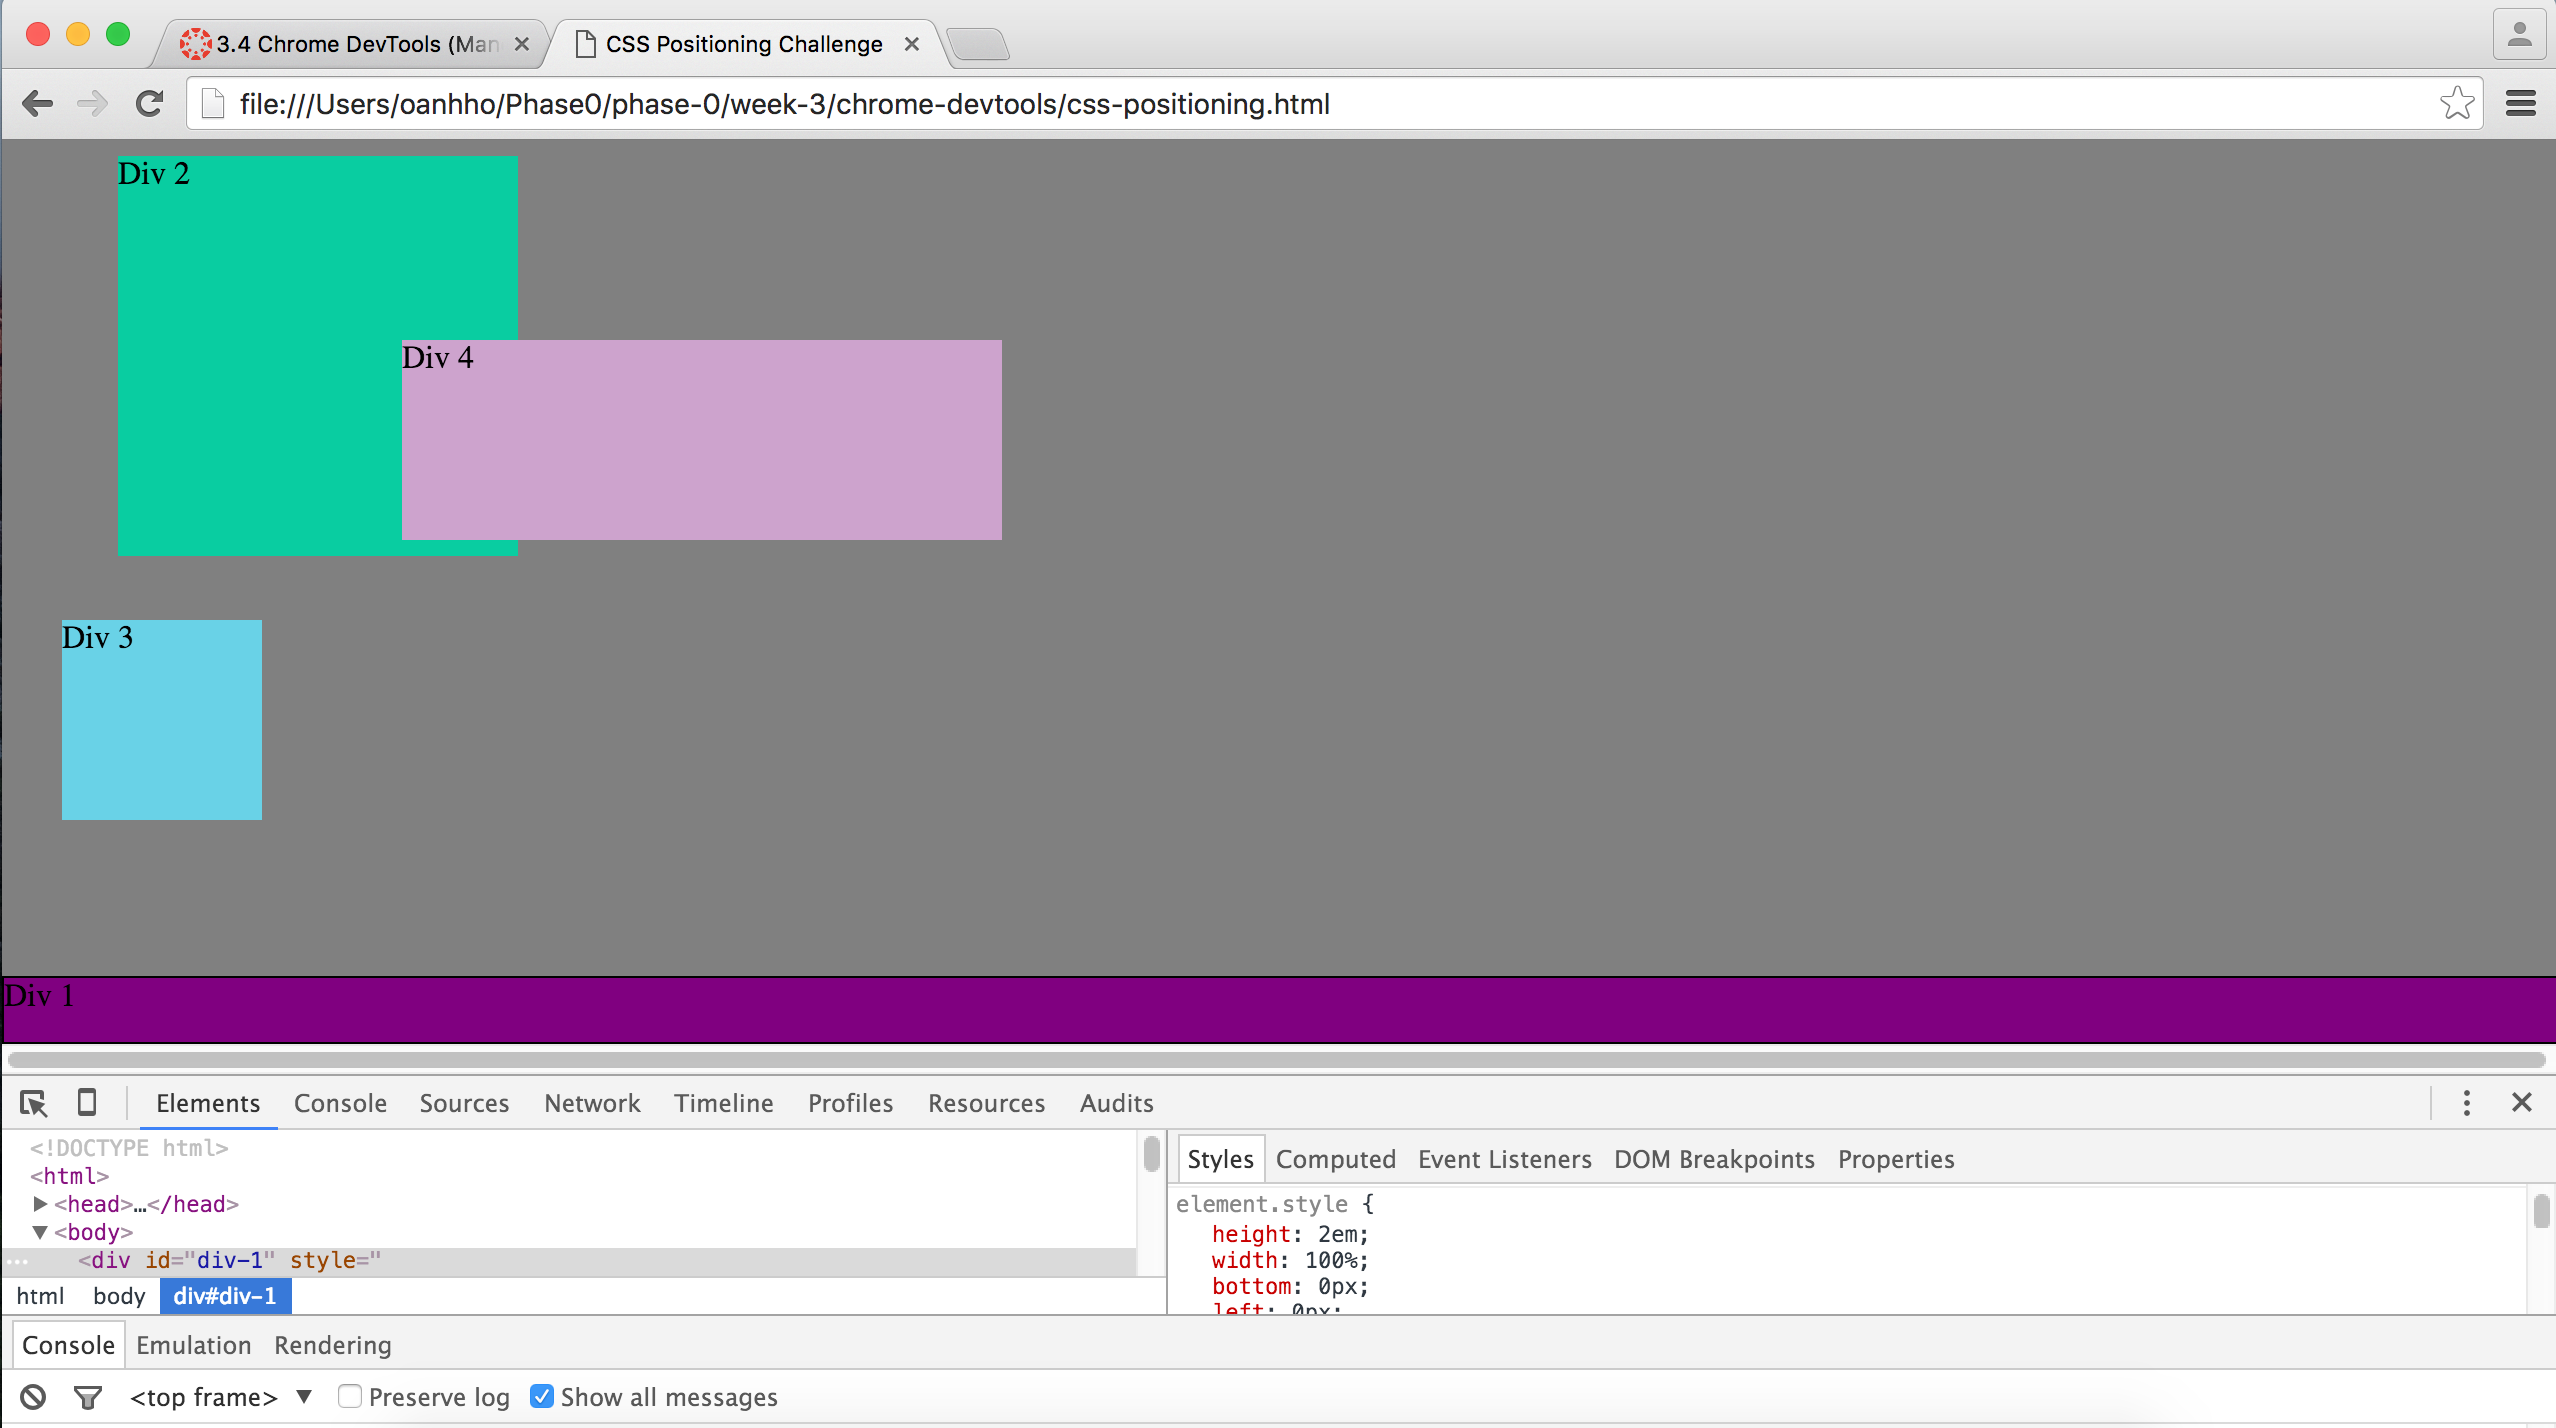 3.4 Chrome DevTools (Man
CSS Positioning Challenge
file:///Users/oanhho/Phase0/phase-0/week-3/chrome-devtools/css-positioning.html
Div 2
Div 4
Div 3
Div 1
Elements Console Sources Network Timeline Profiles Resources Audits
<!DOCTYPE html>
<html>
<head>…</head>
<body>
<div id="div-1" style="
html body div#div-1
Styles Computed Event Listeners DOM Breakpoints Properties
element.style {
height: 2em;
width: 100%;
bottom: 0px;
left: 0px;
Console Emulation Rendering
<top frame> ▼ Preserve log Show all messages